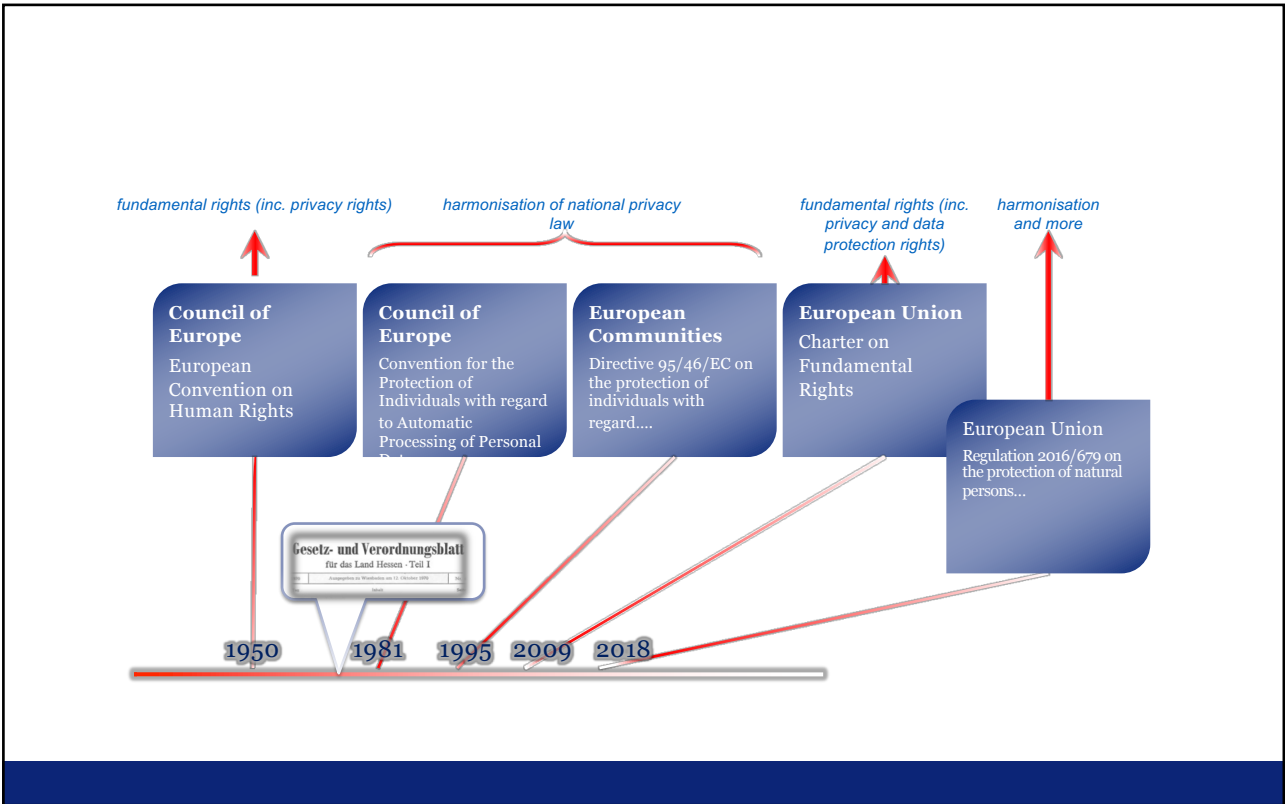 fundamental rights (inc. privacy rights)
harmonisation of national privacy
law
fundamental rights (inc.
privacy and data
protection rights)
harmonisation
and more
Council of
Europe
European
Convention on
Human Rights
Council of
Europe
Convention for the
Protection of
Individuals with regard
to Automatic
Processing of Personal
European
Communities
Directive 95/46/EC on
the protection of
individuals with
regard....
European Union
Charter on
Fundamental
Rights
European Union
Regulation 2016/679 on
the protection of natural
persons...
Gesetz- und Verordnungsblatt
für das Land Hessen · Teil I
1950
1981
1995
2009
2018